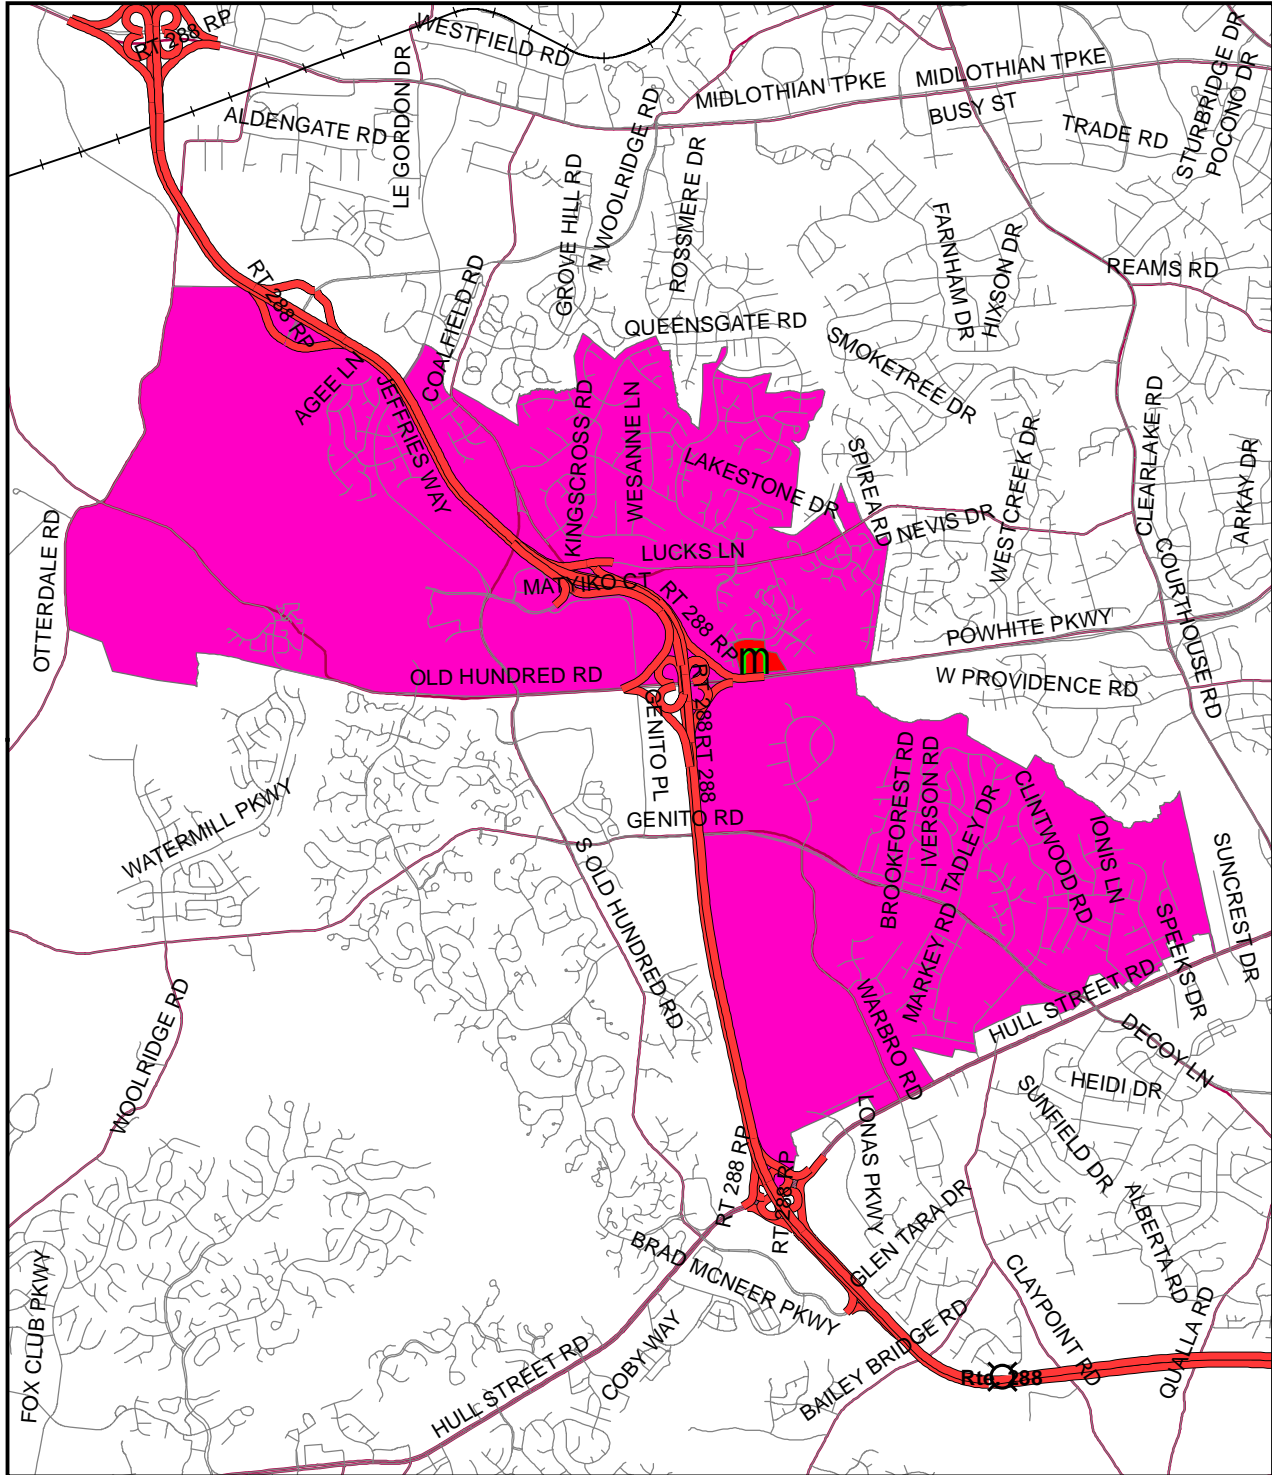 RT 288 RP
WESTFIELD RD
MIDLOTHIAN TPKE
MIDLOTHIAN TPKE
STURBRIDGE DR
POCONO DR
ALDENGATE RD
LE GORDON DR
BUSY ST
TRADE RD
N WOOLRIDGE RD
GROVE HILL RD
ROSSMERE DR
FARNHAM DR
HIXSON DR
REAMS RD
RT 288 RP
COALFIELD RD
QUEENSGATE RD
SMOKETREE DR
AGEE LN
JEFFRIES WAY
KINGSCROSS RD
WESANNE LN
LAKESTONE DR
SPIREA RD
NEVIS DR
WESTCREEK DR
CLEARLAKE RD
ARKAY DR
OTTERDALE RD
LUCKS LN
MATYIKO CT
RT 288 RP
COURTHOUSE RD
POWHITE PKWY
m
OLD HUNDRED RD
W PROVIDENCE RD
GENITO PL
RT 288
RT 288
BROOKFOREST RD
IVERSON RD
TADLEY DR
CLINTWOOD RD
IONIS LN
WATERMILL PKWY
GENITO RD
S OLD HUNDRED RD
MARKEY RD
SPEEKS DR
SUNCREST DR
WARBRO RD
HULL STREET RD
WOOLRIDGE RD
DECOY LN
HEIDI DR
SUNFIELD DR
LONAS PKWY
RT 288 RP
RT 288 RP
GLEN TARA DR
ALBERTA RD
BRAD MCNEER PKWY
FOX CLUB PKWY
CLAYPOINT RD
QUALLA RD
COBY WAY
BAILEY BRIDGE RD
HULL STREET RD
Rte. 288